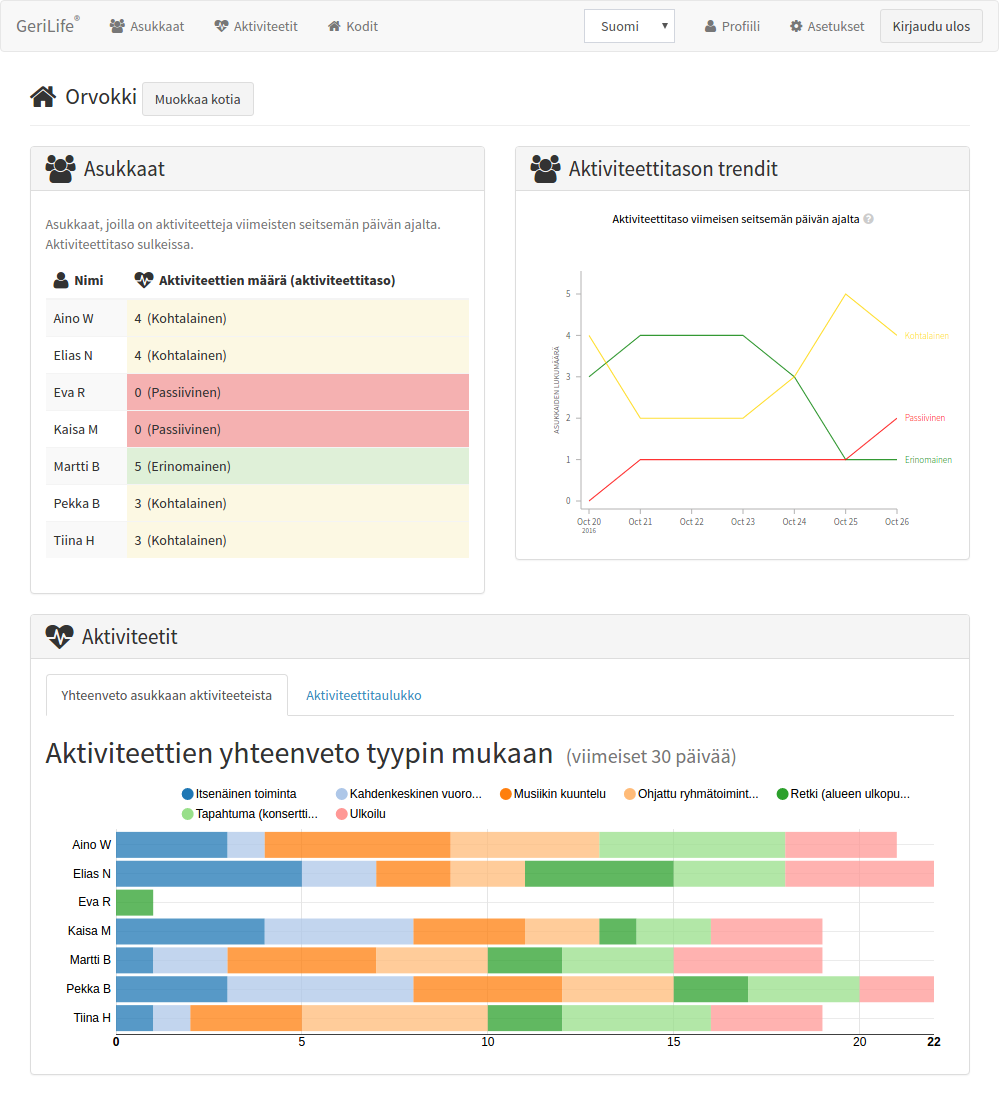 GeriLife® Asukkaat Aktiviteetit Kodit Suomi Profiili Asetukset Kirjaudu ulos
Orvokki Muokkaa kotia
Asukkaat
Asukkaat, joilla on aktiviteetteja viimeisten seitsemän päivän ajalta.
Aktiviteettitaso sulkeissa.
Nimi Aktiviteettien määrä (aktiviteettitaso)
Aino W 4 (Kohtalainen)
Elias N 4 (Kohtalainen)
Eva R 0 (Passiivinen)
Kaisa M 0 (Passiivinen)
Martti B 5 (Erinomainen)
Pekka B 3 (Kohtalainen)
Tiina H 3 (Kohtalainen)
Aktiviteettitason trendit
Aktiviteettitaso viimeisen seitsemän päivän ajalta ?
ASUKKAIDEN LUKUMÄÄRÄ
5
4
3
2
1
0
Kohtalainen
Passiivinen
Erinomainen
Oct 20 Oct 21 Oct 22 Oct 23 Oct 24 Oct 25 Oct 26
2016
Aktiviteetit
Yhteenveto asukkaan aktiviteeteista Aktiviteettitaulukko
Aktiviteettien yhteenveto tyypin mukaan (viimeiset 30 päivää)
Itsenäinen toiminta Kahdenkeskinen vuoro... Musiikin kuuntelu Ohjattu ryhmätoimint... Retki (alueen ulkopu...
Tapahtuma (konsertti... Ulkoilu
Aino W
Elias N
Eva R
Kaisa M
Martti B
Pekka B
Tiina H
0 5 10 15 20 22